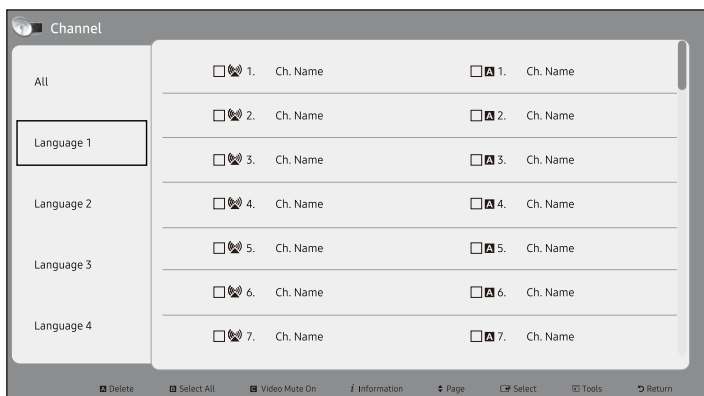 Channel
All
Language 1
Language 2
Language 3
Language 4
1. Ch. Name A 1. Ch. Name
2. Ch. Name A 2. Ch. Name
3. Ch. Name A 3. Ch. Name
4. Ch. Name A 4. Ch. Name
5. Ch. Name A 5. Ch. Name
6. Ch. Name A 6. Ch. Name
7. Ch. Name A 7. Ch. Name
A Delete B Select All C Video Mute On i Information Page Select Tools Return